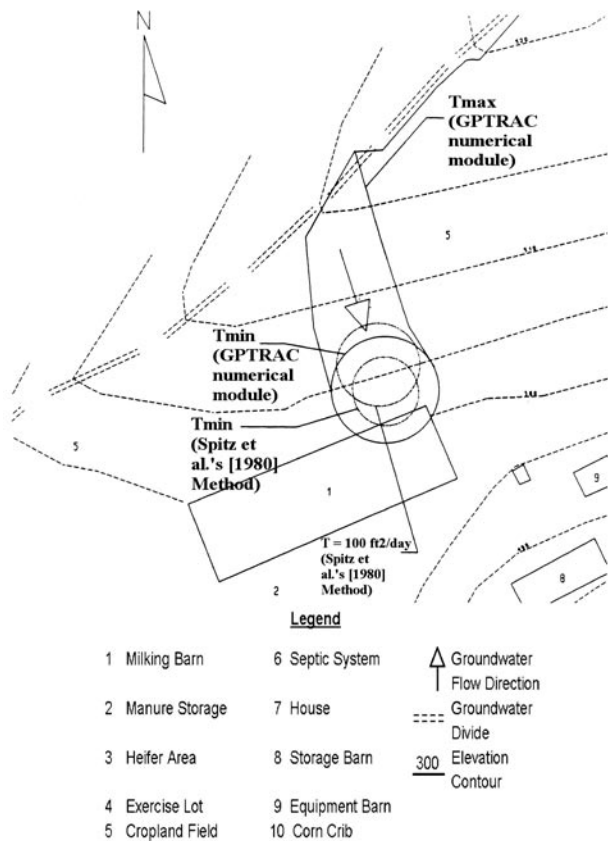 N
Tmax
(GPTRAC
numerical
module)
5
Tmin
(GPTRAC
numerical
module)
Tmin
(Spitz et
al.'s [1980]
Method)
5
1
9
T = 100 ft2/day
(Spitz et
al.'s [1980]
Method)
8
2
Legend
1 Milking Barn
2 Manure Storage
3 Heifer Area
4 Exercise Lot
5 Cropland Field
6 Septic System
7 House
8 Storage Barn
9 Equipment Barn
10 Corn Crib
Groundwater
Flow Direction
Groundwater
Divide
300 Elevation
Contour